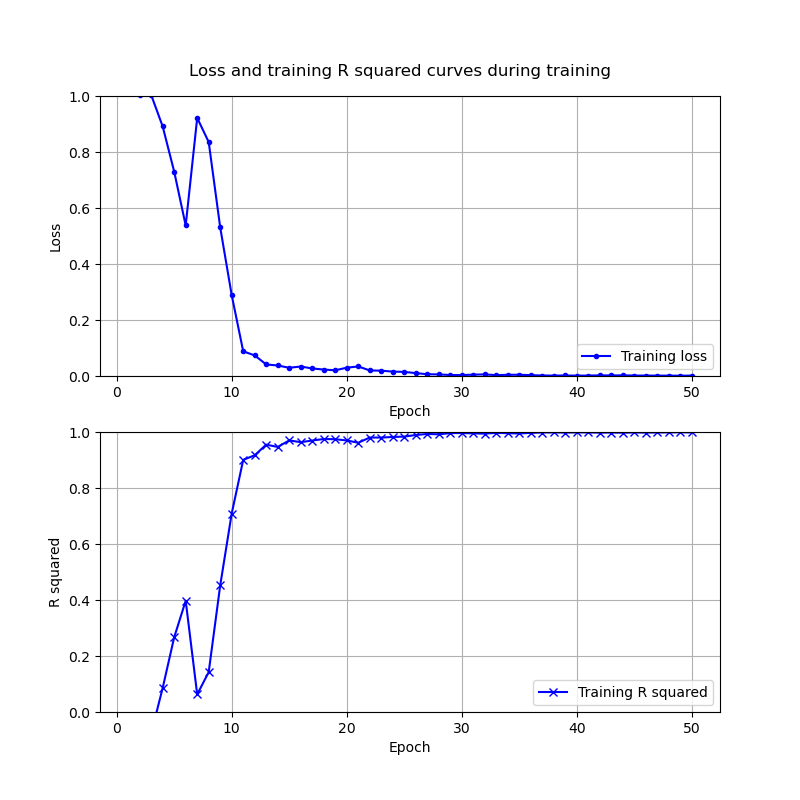 Loss and training R squared curves during training
1.0
0.8
0.6
0.4
0.2
0.0
Loss
Training loss
0 10 20 30 40 50
Epoch
1.0
0.8
0.6
0.4
0.2
0.0
R squared
Training R squared
0 10 20 30 40 50
Epoch